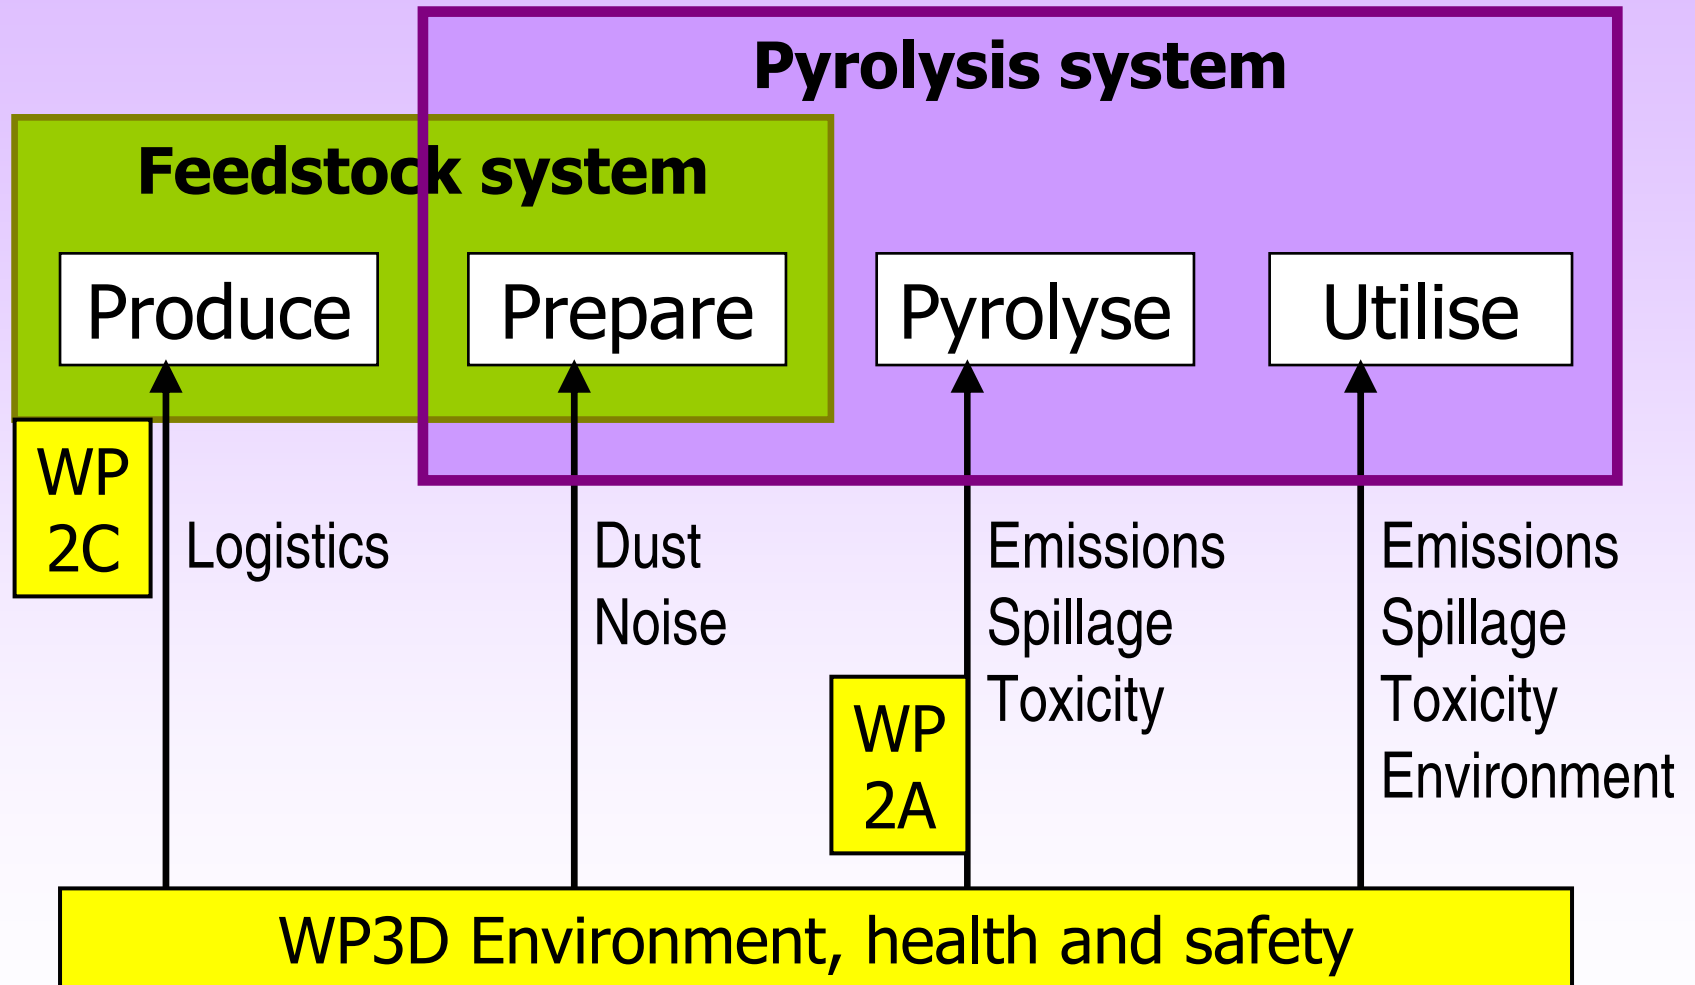 Pyrolysis system
Feedstock system
Produce
Prepare
Pyrolyse
Utilise
WP
2C
Logistics
Dust
Noise
WP
2A
Emissions
Spillage
Toxicity
Emissions
Spillage
Toxicity
Environment
WP3D Environment, health and safety